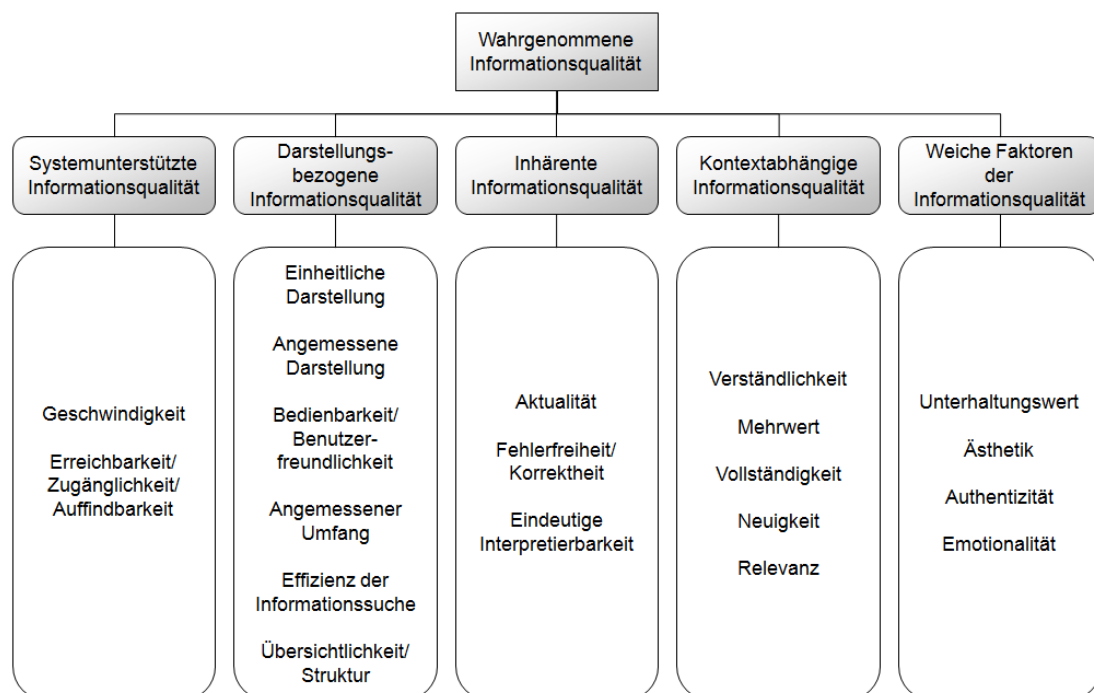 Wahrgenommene
Informationsqualität
Systemunterstützte
Informationsqualität
Darstellungs-
bezogene
Informationsqualität
Inhärente
Informationsqualität
Kontextabhängige
Informationsqualität
Weiche Faktoren
der
Informationsqualität
Geschwindigkeit
Erreichbarkeit/
Zugänglichkeit/
Auffindbarkeit
Einheitliche
Darstellung
Angemessene
Darstellung
Bedienbarkeit/
Benutzer-
freundlichkeit
Angemessener
Umfang
Effizienz der
Informationssuche
Übersichtlichkeit/
Struktur
Aktualität
Fehlerfreiheit/
Korrektheit
Eindeutige
Interpretierbarkeit
Verständlichkeit
Mehrwert
Vollständigkeit
Neuigkeit
Relevanz
Unterhaltungswert
Ästhetik
Authentizität
Emotionalität